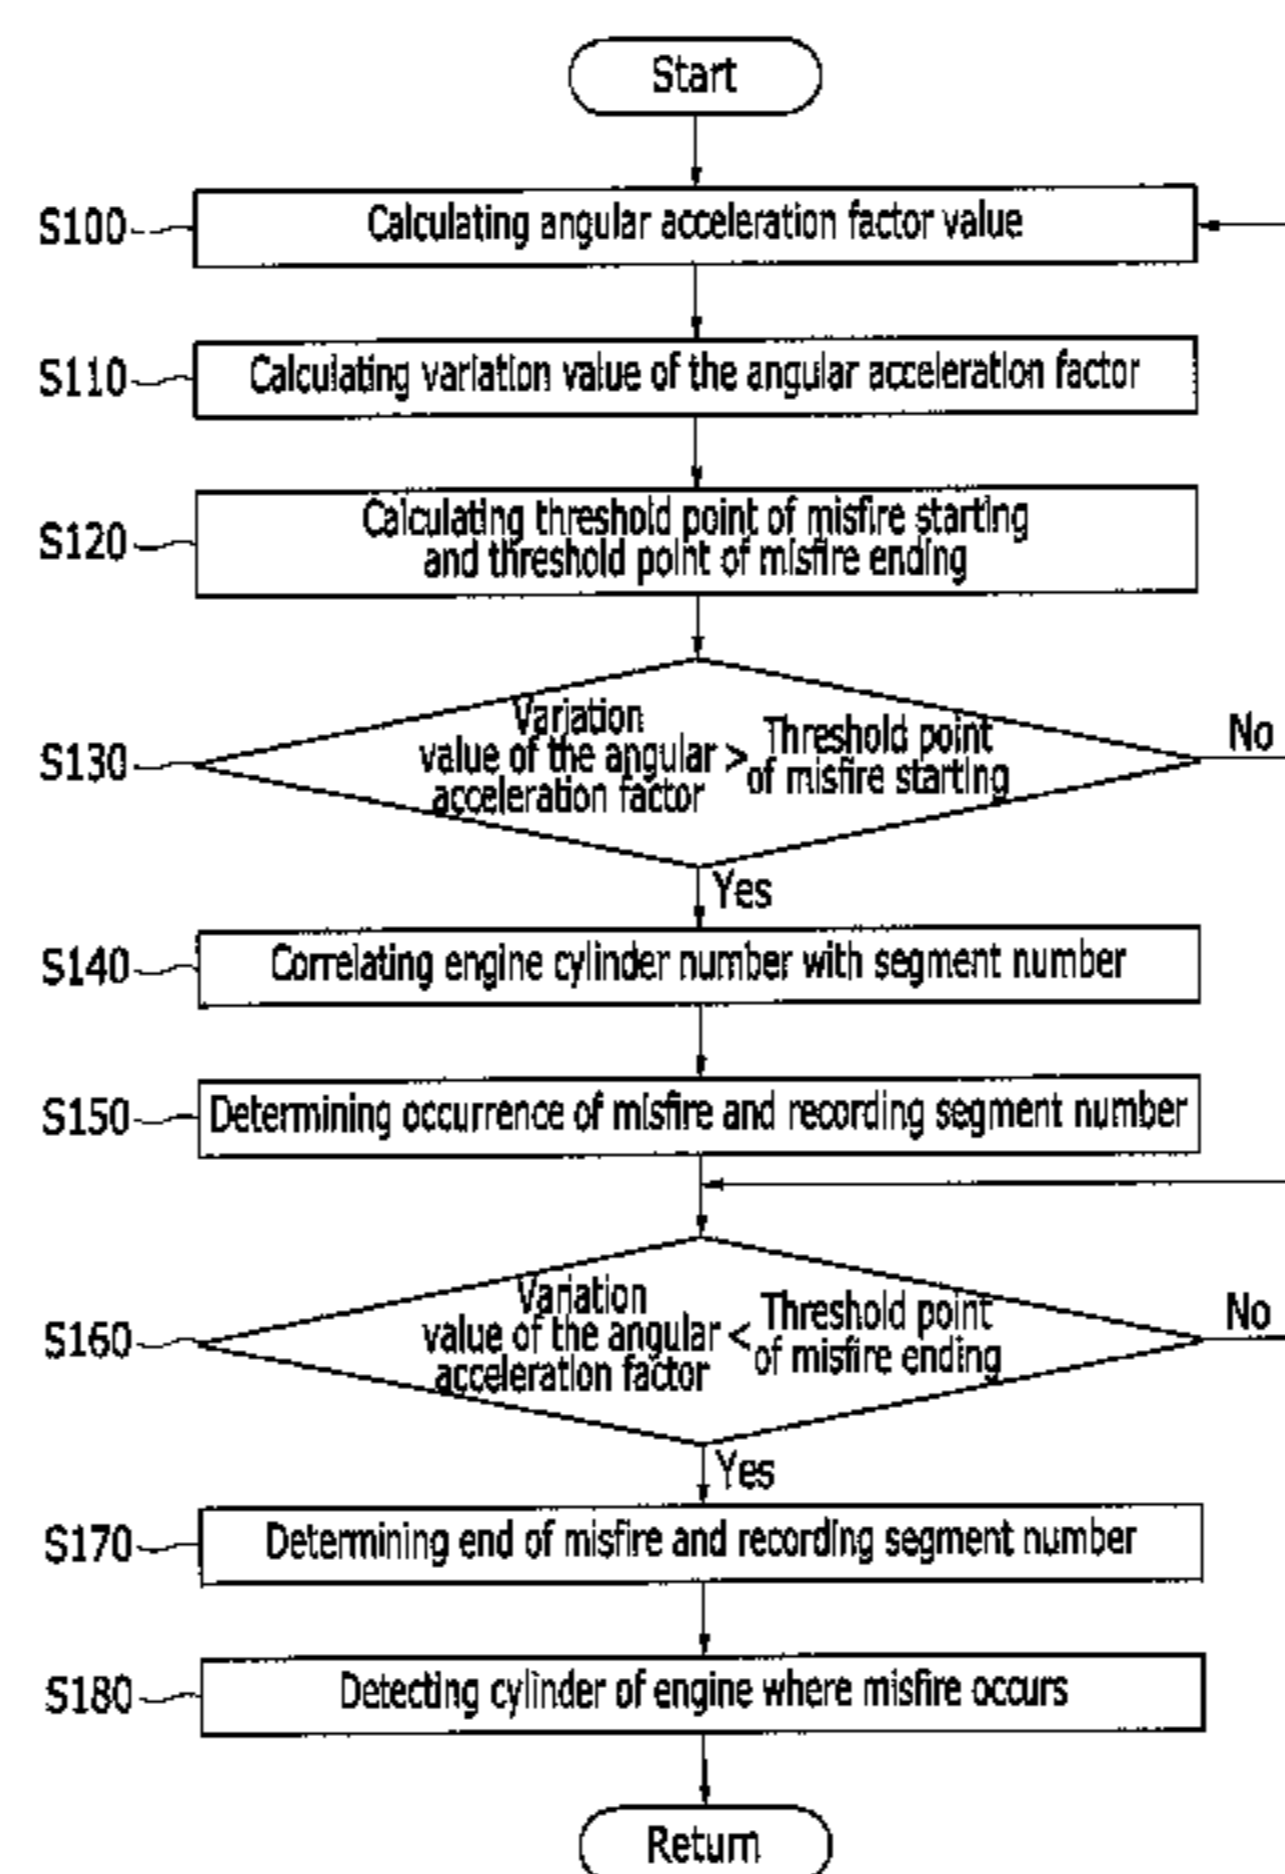 Start
S100
Calculating angular acceleration factor value
S110
Calculating variation value of the angular acceleration factor
S120
Calculating threshold point of misfire starting
and threshold point of misfire ending
S130
Variation
value of the angular
acceleration factor
>
Threshold point
of misfire starting
No
Yes
S140
Correlating engine cylinder number with segment number
S150
Determining occurrence of misfire and recording segment number
S160
Variation
value of the angular
acceleration factor
<
Threshold point
of misfire ending
No
Yes
S170
Determining end of misfire and recording segment number
S180
Detecting cylinder of engine where misfire occurs
Return